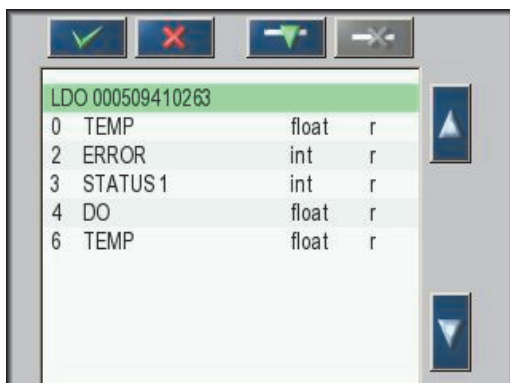 LDO 000509410263
0 TEMP float r
2 ERROR int r
3 STATUS 1 int r
4 DO float r
6 TEMP float r